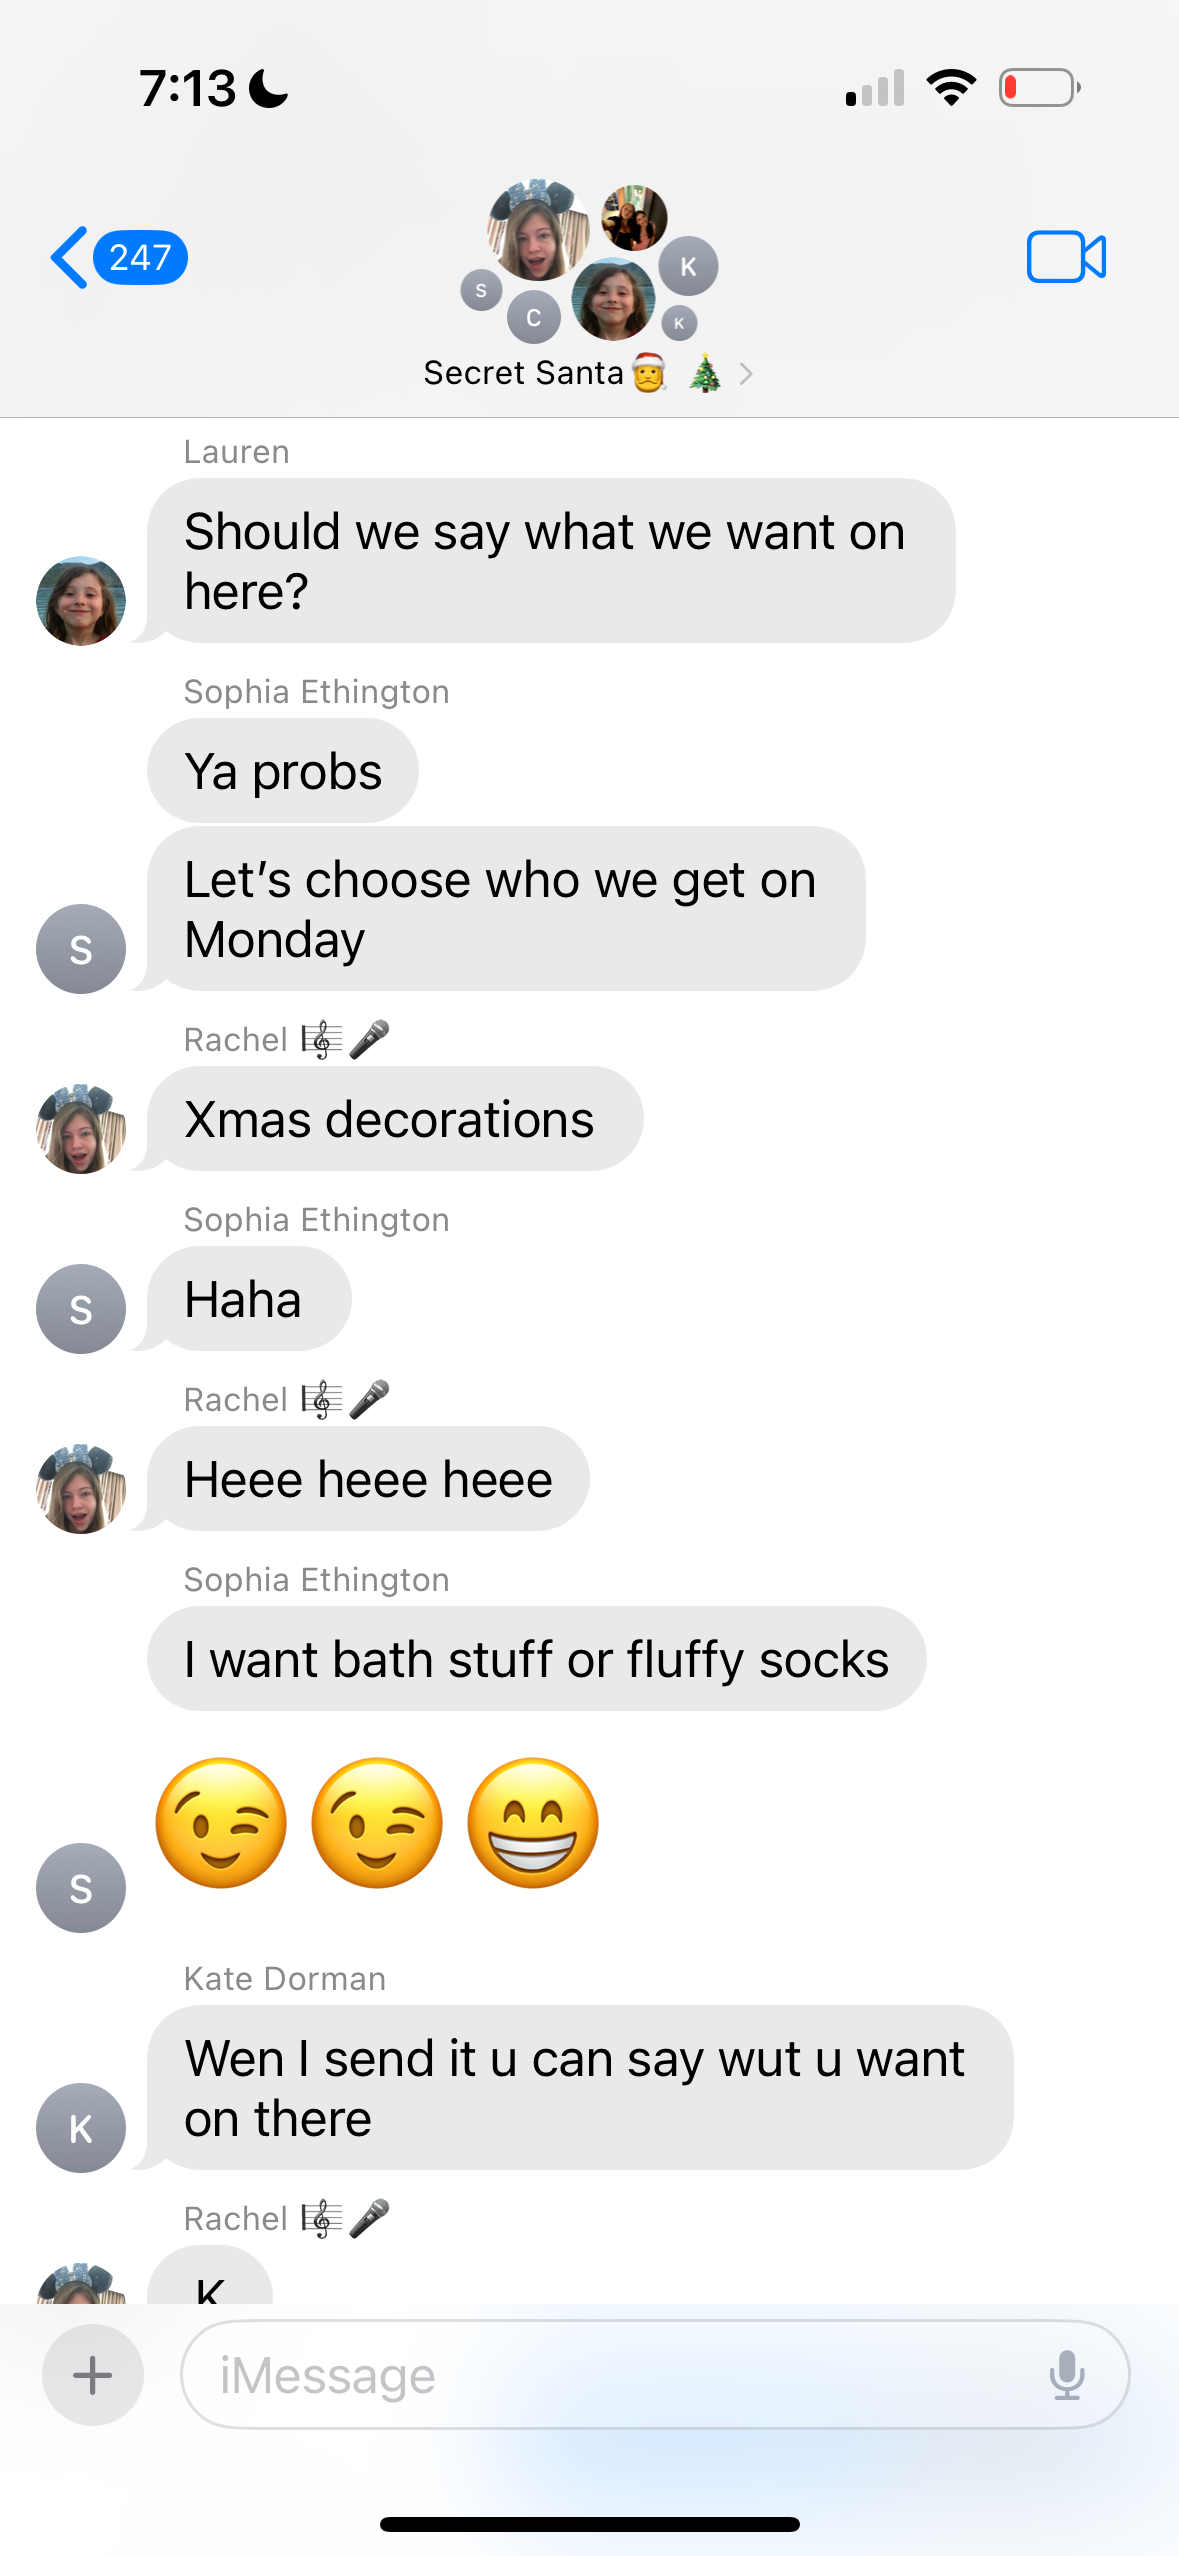 7:13
247
K
S
C
K
Secret Santa🎅 🎄
Lauren
Should we say what we want on
here?
Sophia Ethington
Ya probs
Let’s choose who we get on
Monday
S
Rachel 🎼🎤
Xmas decorations
Sophia Ethington
Haha
S
Rachel 🎼🎤
Heee heee heee
Sophia Ethington
I want bath stuff or fluffy socks
😉😉😁
S
Kate Dorman
Wen I send it u can say wut u want
on there
K
Rachel 🎼🎤
K
iMessage